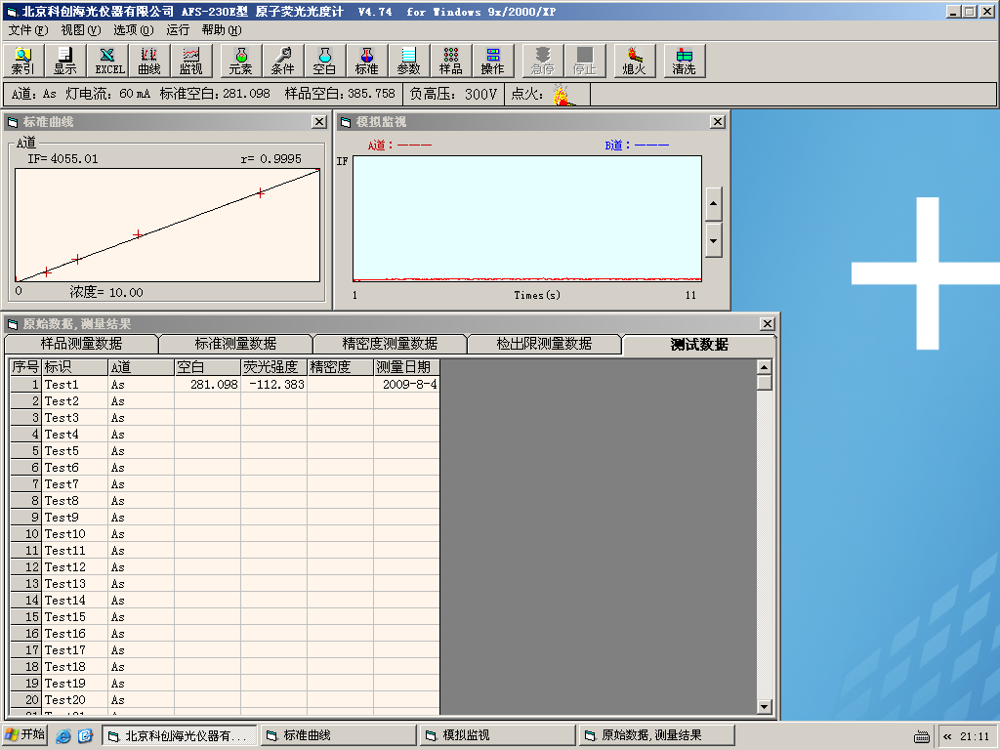 北京科创海光仪器有限公司 AFS-230E型 原子荧光光度计 V4.74 for Windows 9x/2000/XP
文件(F) 视图(V) 选项(O) 运行 帮助(H)
索引 显示 EXCEL 曲线 监视 元素 条件 空白 标准 参数 样品 操作 急停 停止 熄火 清洗
A道: As 灯电流: 60 mA 标准空白:281.098 样品空白:385.758 负高压: 300V 点火:
标准曲线
A道
IF= 4055.01 r= 0.9995
0 浓度= 10.00
模拟监视
A道:——— B道:———
IF
1 Times(s) 11
原始数据,测量结果
样品测量数据 标准测量数据 精密度测量数据 检出限测量数据 测试数据
序号 标识 A道 空白 荧光强度 精密度 测量日期
1 Test1 As 281.098 -112.383 2009-8-4
2 Test2 As
3 Test3 As
4 Test4 As
5 Test5 As
6 Test6 As
7 Test7 As
8 Test8 As
9 Test9 As
10 Test10 As
11 Test11 As
12 Test12 As
13 Test13 As
14 Test14 As
15 Test15 As
16 Test16 As
17 Test17 As
18 Test18 As
19 Test19 As
20 Test20 As
开始 北京科创海光仪器有... 标准曲线 模拟监视 原始数据,测量结果 « 21:11